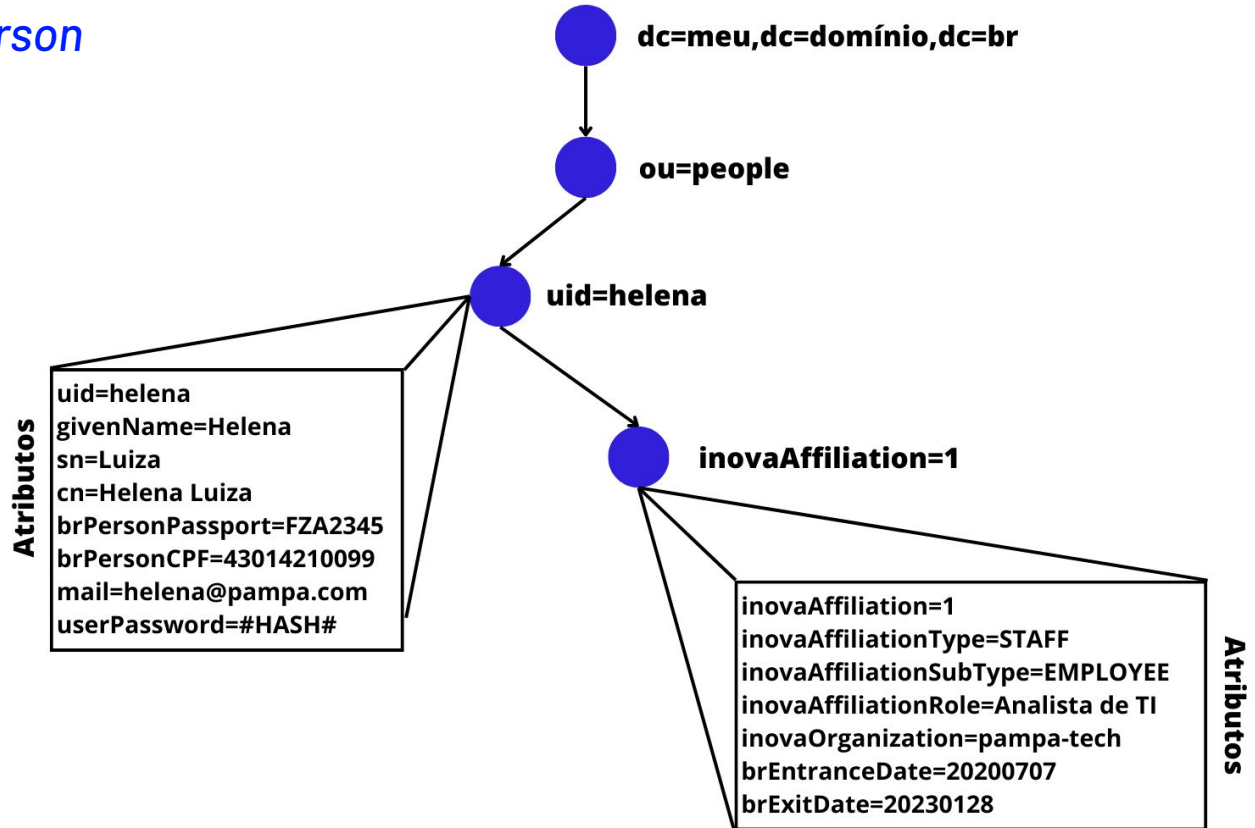 rson
dc=meu,dc=domínio,dc=br
ou=people
uid=helena
Atributos
uid=helena
givenName=Helena
sn=Luiza
cn=Helena Luiza
brPersonPassport=FZA2345
brPersonCPF=43014210099
mail=helena@pampa.com
userPassword=#HASH#
inovaAffiliation=1
inovaAffiliation=1
inovaAffiliationType=STAFF
inovaAffiliationSubType=EMPLOYEE
inovaAffiliationRole=Analista de TI
inovaOrganization=pampa-tech
brEntranceDate=20200707
brExitDate=20230128
Atributos